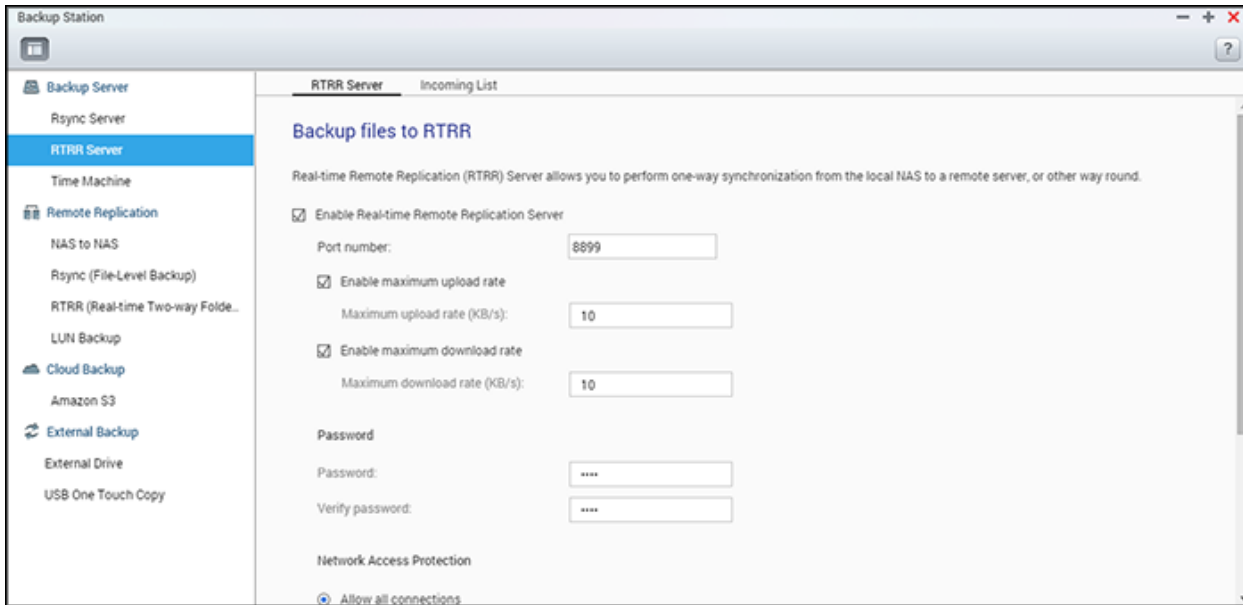 Backup Station
?
Backup Server
Rsync Server
RTRR Server
Time Machine
Remote Replication
NAS to NAS
Rsync (File-Level Backup)
RTRR (Real-time Two-way Folde...
LUN Backup
Cloud Backup
Amazon S3
External Backup
External Drive
USB One Touch Copy
RTRR Server Incoming List
Backup files to RTRR
Real-time Remote Replication (RTRR) Server allows you to perform one-way synchronization from the local NAS to a remote server, or other way round.
Enable Real-time Remote Replication Server
Port number: 8899
Enable maximum upload rate
Maximum upload rate (KB/s): 10
Enable maximum download rate
Maximum download rate (KB/s): 10
Password
Password: ••••
Verify password: ••••
Network Access Protection
Allow all connections